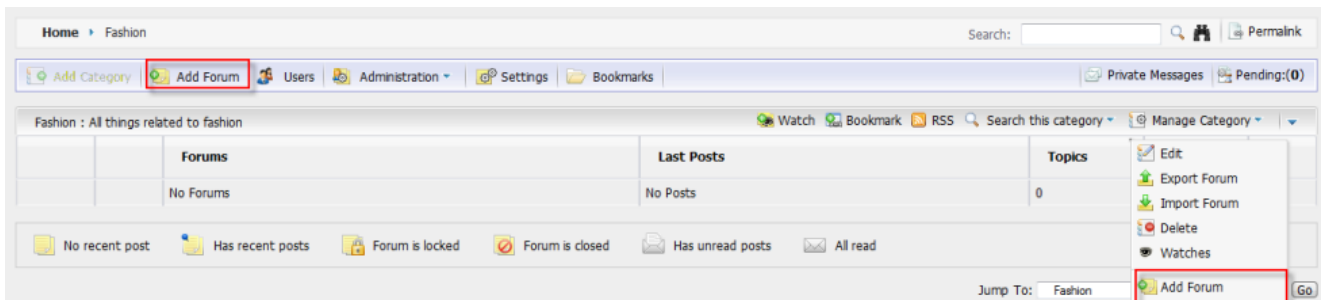 Home Fashion Search: Permalink
Add Category Add Forum Users Administration Settings Bookmarks Private Messages Pending:(0)
Fashion : All things related to fashion Watch Bookmark RSS Search this category Manage Category
Forums Last Posts Topics
No Forums No Posts 0
Edit
Export Forum
Import Forum
Delete
Watches
Add Forum
No recent post Has recent posts Forum is locked Forum is closed Has unread posts All read
Jump To: Fashion Go